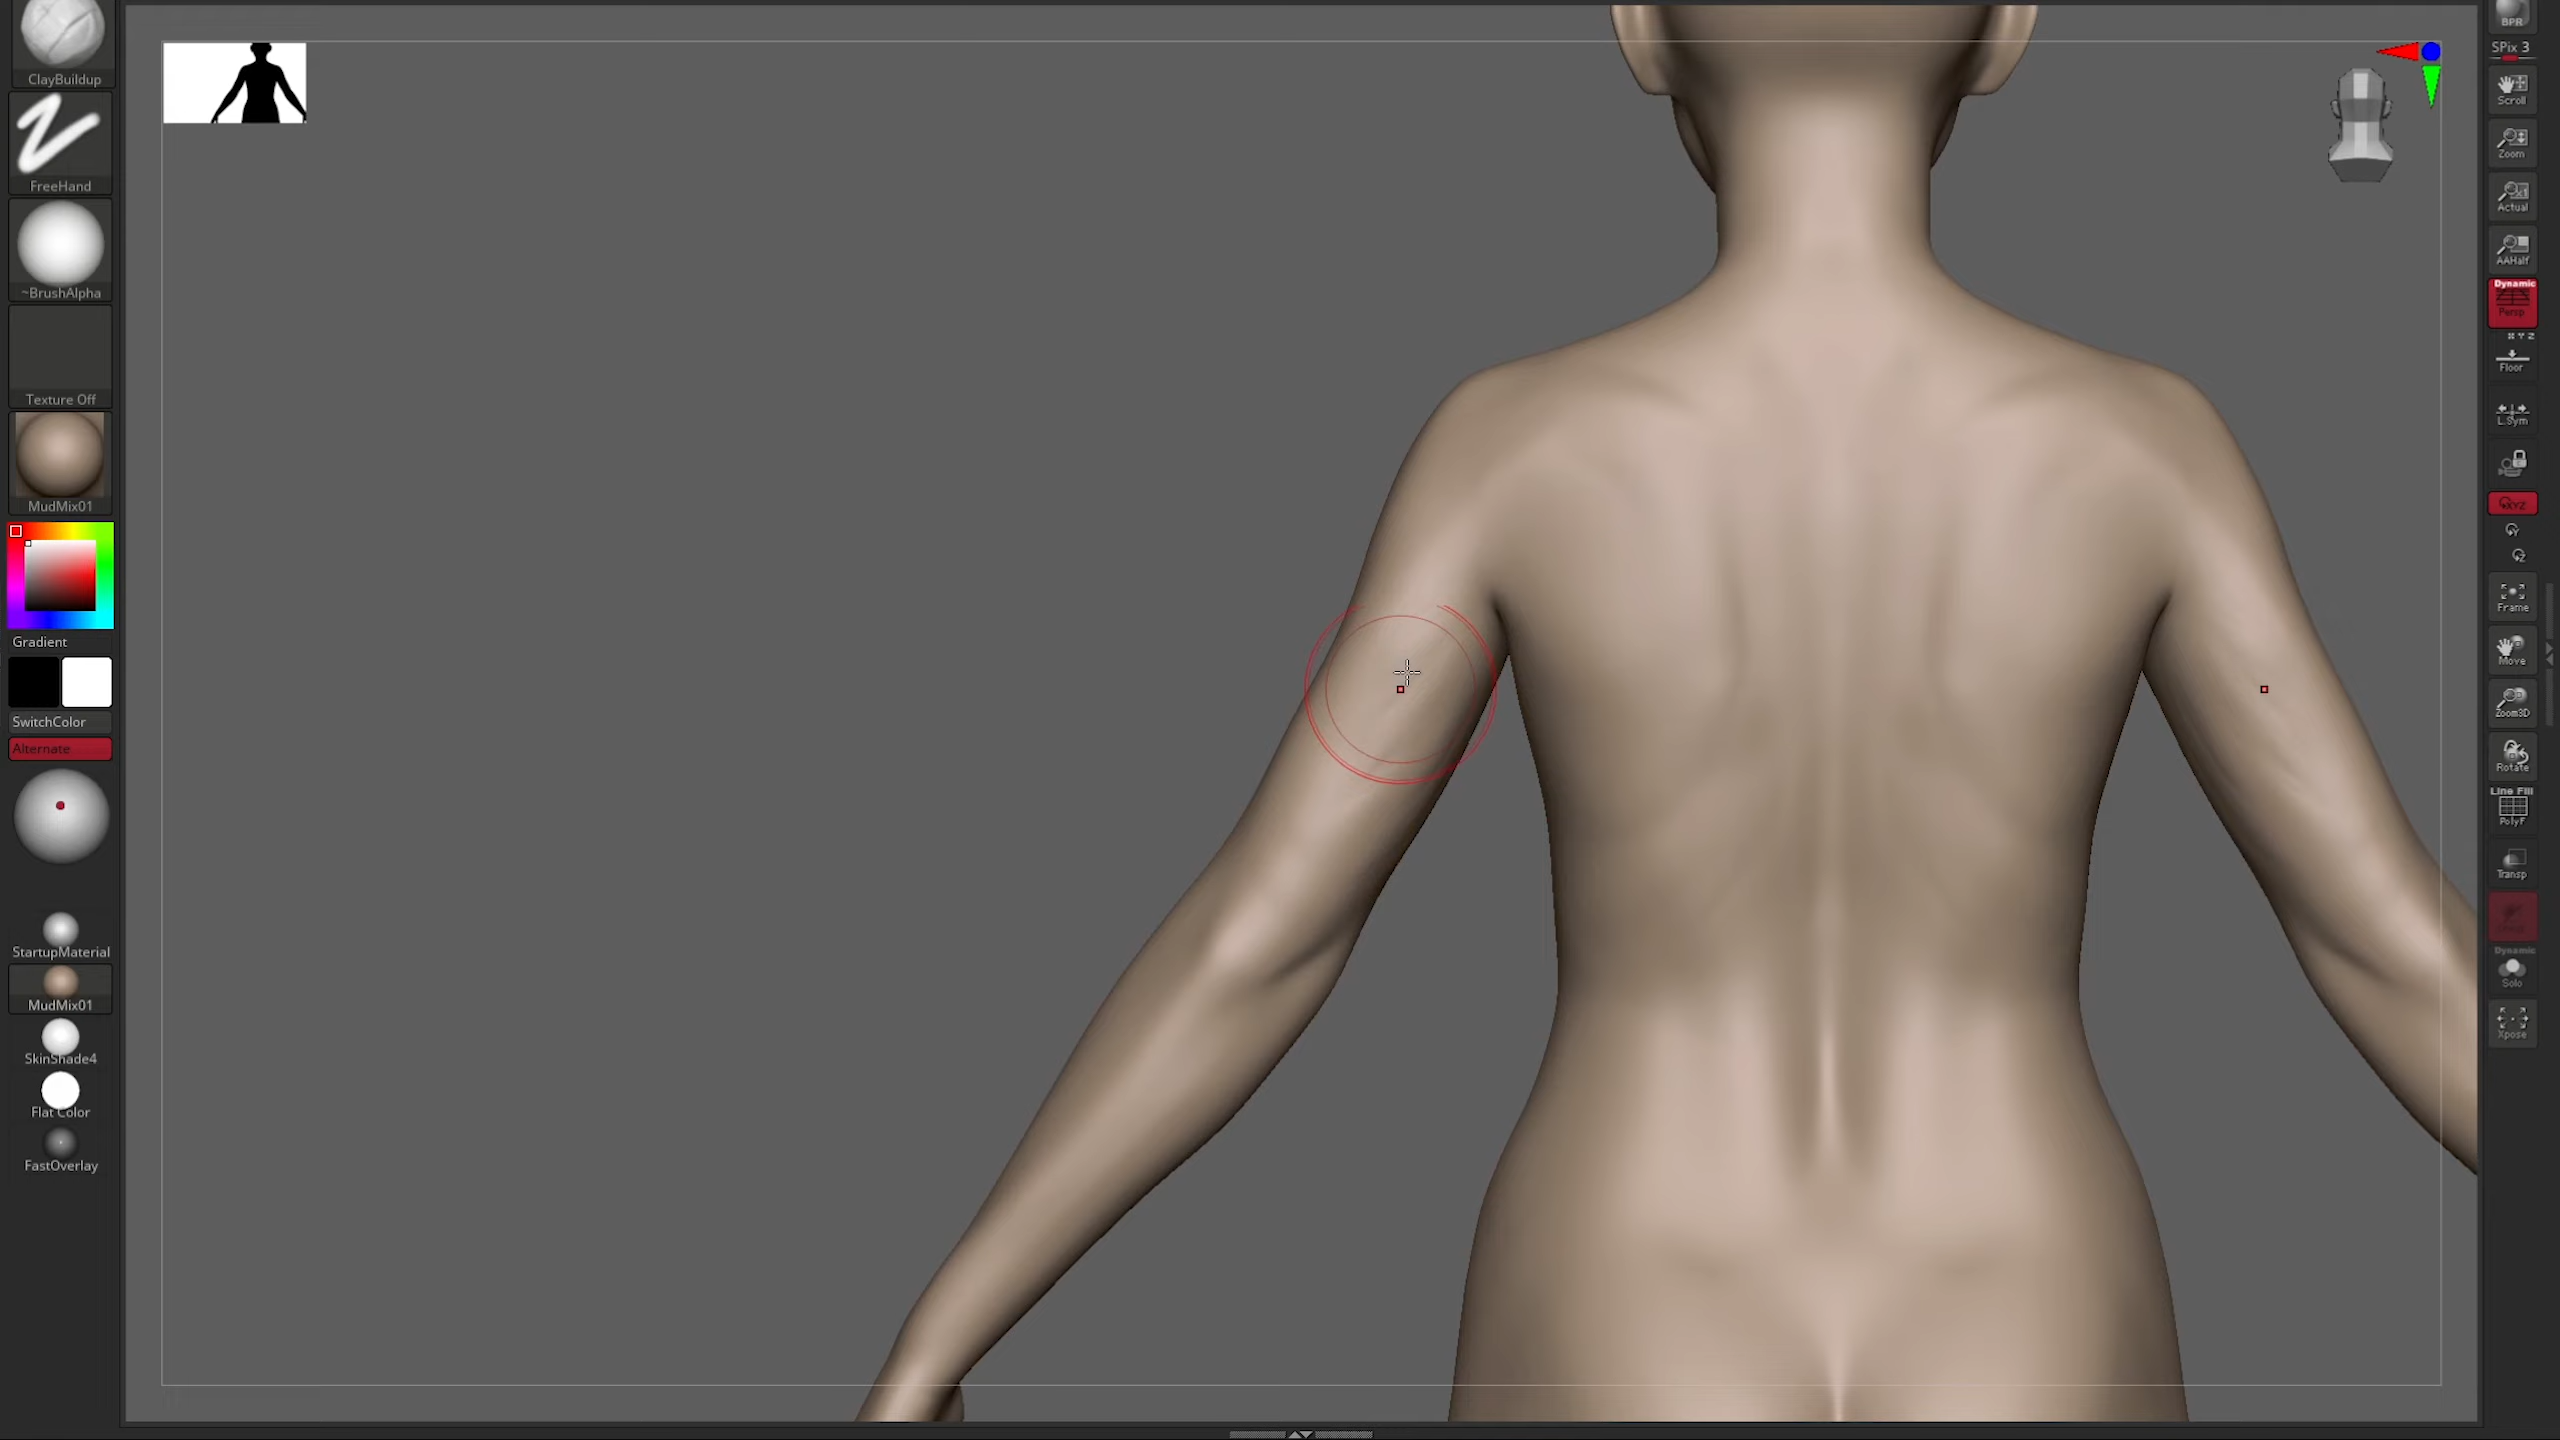 ClayBuildup
FreeHand
~BrushAlpha
Texture Off
MudMix01
Gradient
SwitchColor
Alternate
StartupMaterial
MudMix01
SkinShade4
Flat Color
FastOverlay
BPR
SPix 3
Scroll
Zoom
Actual
AAHalf
Dynamic
Persp
X Y Z
Floor
L.Sym
XYZ
Y
Z
Frame
Move
Zoom3D
Rotate
Line Fill
PolyF
Transp
Dynamic
Solo
Xpose